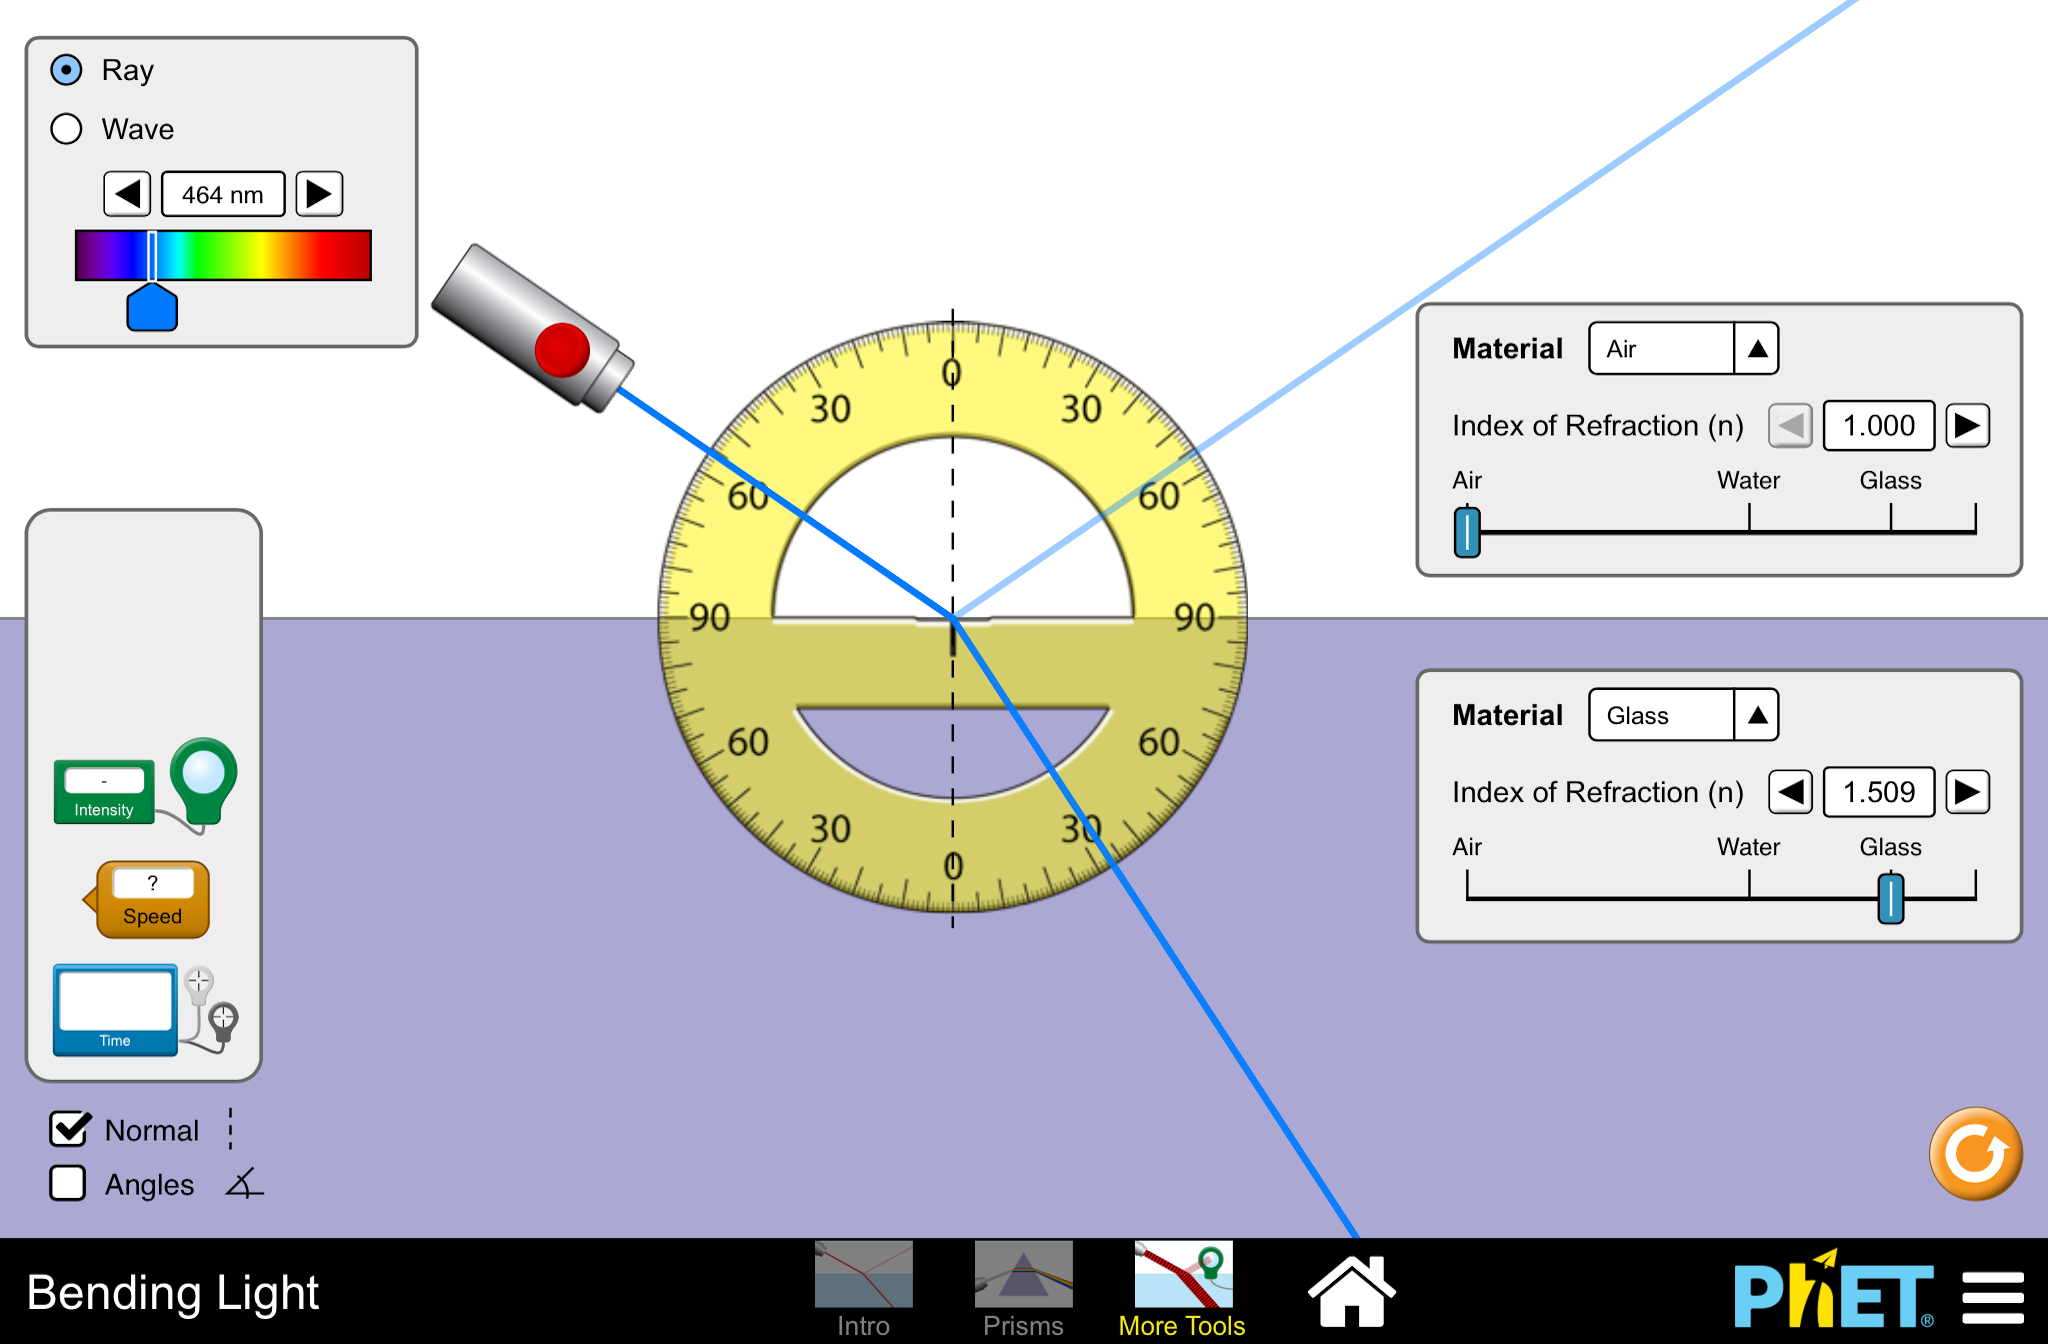 Ray
Wave
464 nm
0
30 30
60 60
90 90
60 60
30 30
0
Material Air
Index of Refraction (n) 1.000
Air Water Glass
Material Glass
Index of Refraction (n) 1.509
Air Water Glass
-
Intensity
?
Speed
Time
Normal
Angles
Bending Light
Intro
Prisms
More Tools
PhET®